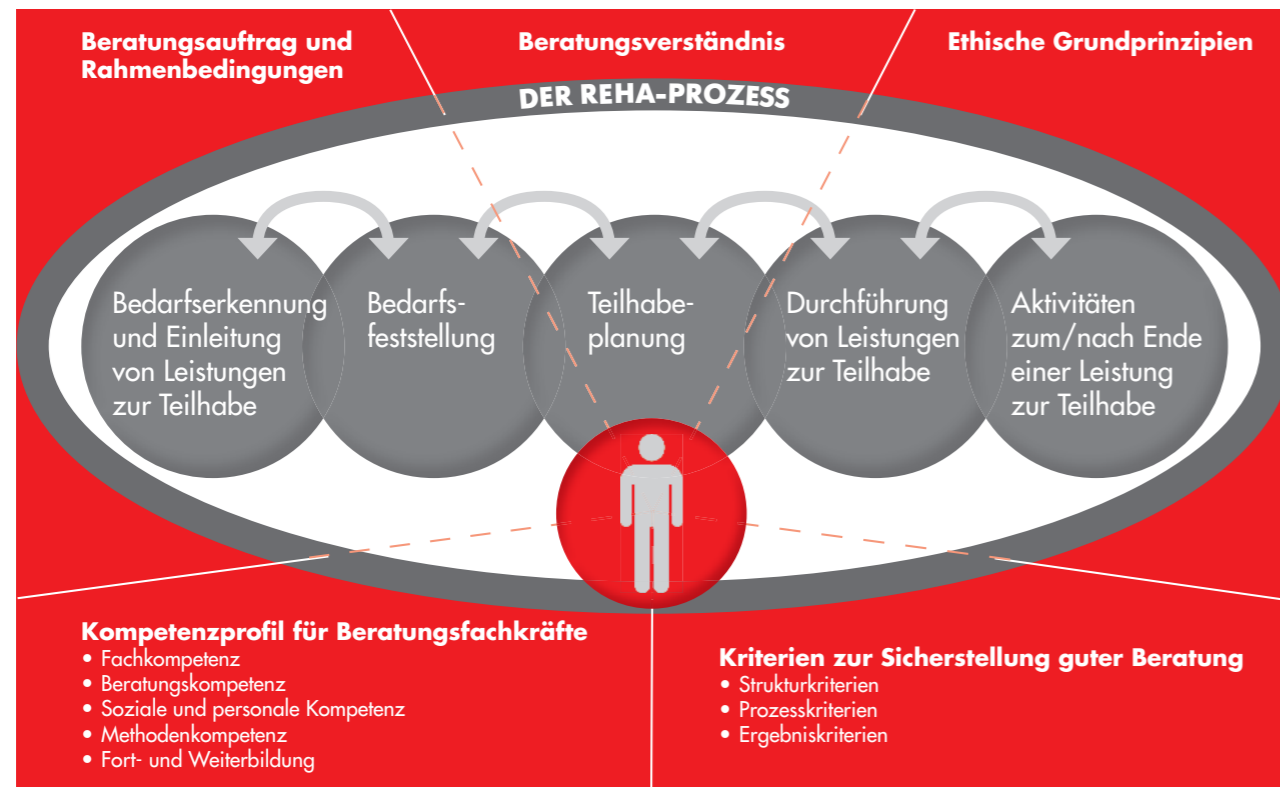 Beratungsauftrag und
Rahmenbedingungen
Beratungsverständnis
Ethische Grundprinzipien
DER REHA-PROZESS
Bedarfserkennung
und Einleitung
von Leistungen
zur Teilhabe
Bedarfs-
feststellung
Teilhabe-
planung
Durchführung
von Leistungen
zur Teilhabe
Aktivitäten
zum/nach Ende
einer Leistung
zur Teilhabe
Kompetenzprofil für Beratungsfachkräfte
• Fachkompetenz
• Beratungskompetenz
• Soziale und personale Kompetenz
• Methodenkompetenz
• Fort- und Weiterbildung
Kriterien zur Sicherstellung guter Beratung
• Strukturkriterien
• Prozesskriterien
• Ergebniskriterien